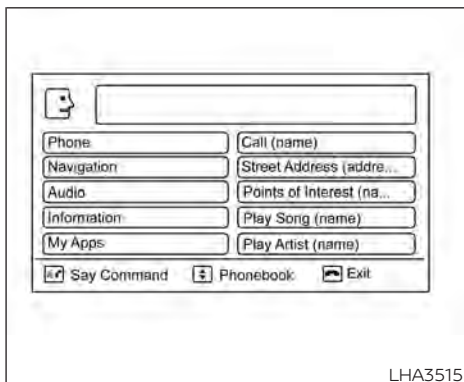 Phone Call (name)
Navigation Street Address (addre...
Audio Points of Interest (na...
Information Play Song (name)
My Apps Play Artist (name)
Say Command Phonebook Exit
LHA3515